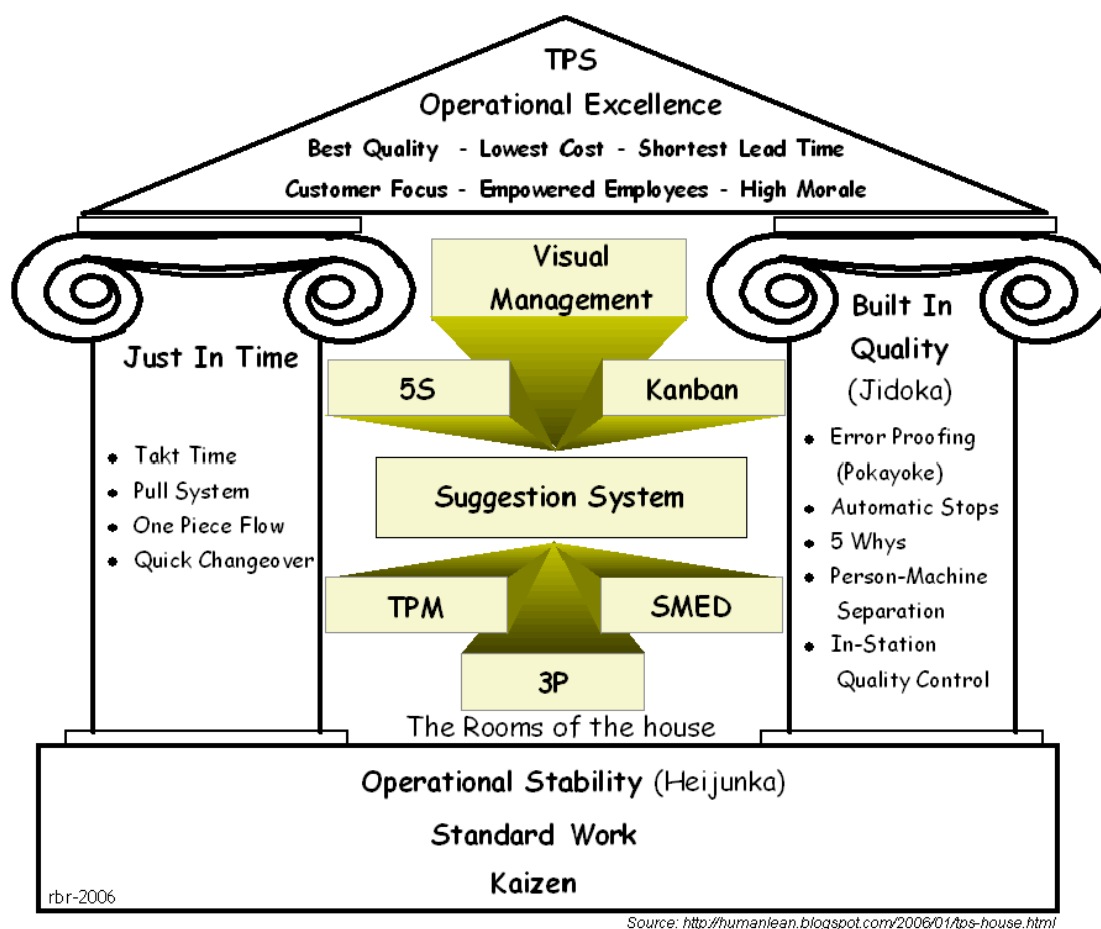 TPS
Operational Excellence
Best Quality - Lowest Cost - Shortest Lead Time
Customer Focus - Empowered Employees - High Morale
Just In Time
• Takt Time
• Pull System
• One Piece Flow
• Quick Changeover
Visual
Management
5S
Kanban
Suggestion System
TPM
SMED
3P
The Rooms of the house
Built In
Quality
(Jidoka)
• Error Proofing
(Pokayoke)
• Automatic Stops
• 5 Whys
• Person-Machine
Separation
• In-Station
Quality Control
Operational Stability (Heijunka)
Standard Work
Kaizen
rbr-2006
Source: http://humanlean.blogspot.com/2006/01/tps-house.html